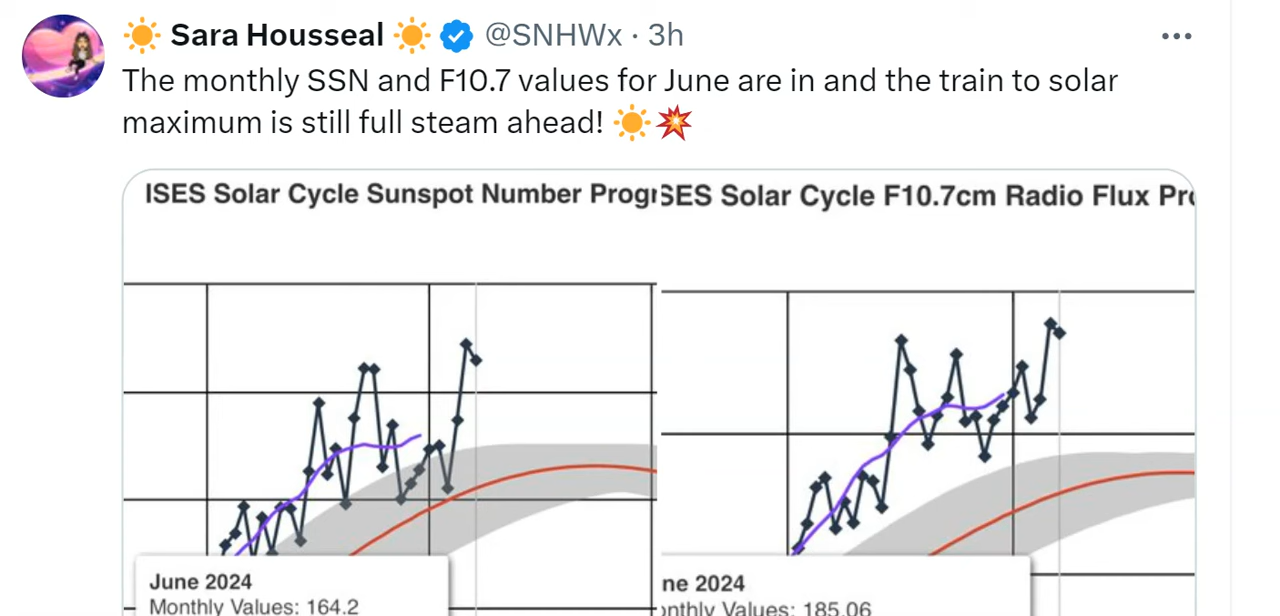 ☀️ Sara Housseal ☀️ @SNHWx · 3h
The monthly SSN and F10.7 values for June are in and the train to solar
maximum is still full steam ahead! ☀️💥
ISES Solar Cycle Sunspot Number Progr
SES Solar Cycle F10.7cm Radio Flux Pro
June 2024
Monthly Values: 164.2
ne 2024
onthly Values: 185.06